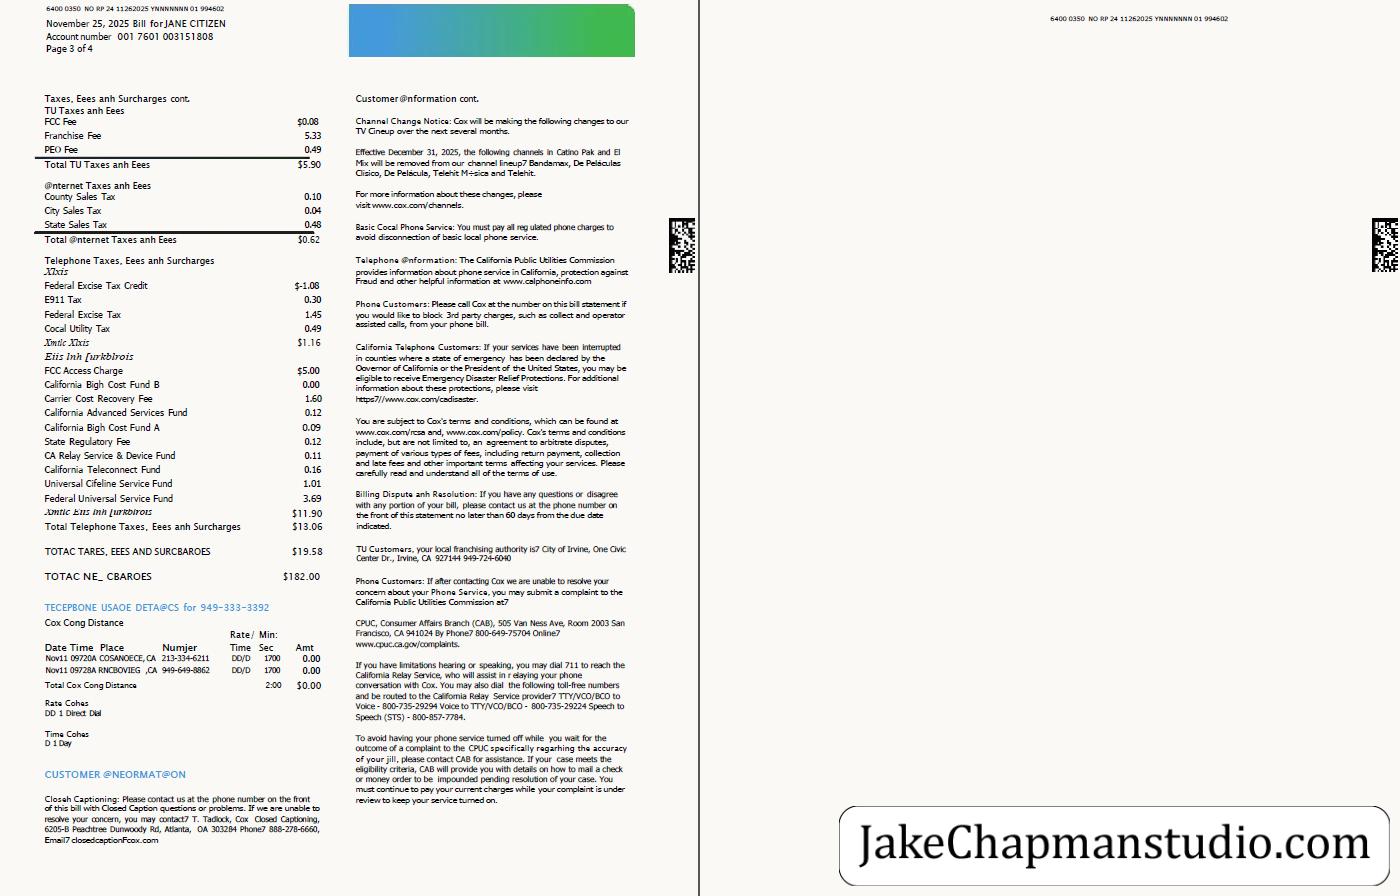 6400 0350 NO RP 24 11262025 YNNNNNNN 01 994602
November 25, 2025 Bill for JANE CITIZEN
Account number 001 7601 003151808
Page 3 of 4
Taxes, Eees anh Surcharges cont.
TU Taxes anh Eees
FCC Fee $0.08
Franchise Fee 5.33
PEO Fee 0.49
Total TU Taxes anh Eees $5.90
@nternet Taxes anh Eees
County Sales Tax 0.10
City Sales Tax 0.04
State Sales Tax 0.48
Total @nternet Taxes anh Eees $0.62
Telephone Taxes, Eees anh Surcharges
Xlxis
Federal Excise Tax Credit $-1.08
E911 Tax 0.30
Federal Excise Tax 1.45
Cocal Utility Tax 0.49
Xmtic Xlxis $1.16
Eiis lnh [urkblrois
FCC Access Charge $5.00
California Bigh Cost Fund B 0.00
Carrier Cost Recovery Fee 1.60
California Advanced Services Fund 0.12
California Bigh Cost Fund A 0.09
State Regulatory Fee 0.12
CA Relay Service & Device Fund 0.11
California Teleconnect Fund 0.16
Universal Cifeline Service Fund 1.01
Federal Universal Service Fund 3.69
Xmtic Eiis lnh [urkblrois $11.90
Total Telephone Taxes, Eees anh Surcharges $13.06
TOTAC TARES, EEES AND SURCBAROES $19.58
TOTAC NE_ CBAROES $182.00
TECEPBONE USAOE DETA@CS for 949-333-3392
Cox Cong Distance
Rate/ Min:
Date Time Place Numjer Time Sec Amt
Nov11 09720A COSANOECE, CA 213-334-6211 DD/D 1700 0.00
Nov11 09728A RNCBOVIEG ,CA 949-649-8862 DD/D 1700 0.00
Total Cox Cong Distance 2:00 $0.00
Rate Cohes
DD 1 Direct Dial
Time Cohes
D 1 Day
CUSTOMER @NEORMAT@ON
Closeh Captioning: Please contact us at the phone number on the front
of this bill with Closed Caption questions or problems. If we are unable to
resolve your concern, you may contact7 T. Tadlock, Cox Closed Captioning,
6205-B Peachtree Dunwoody Rd, Atlanta, OA 303284 Phone7 888-278-6660,
Email7 closedcaptionFcox.com
Customer @nformation cont.
Channel Change Notice: Cox will be making the following changes to our
TV Cineup over the next several months.
Effective December 31, 2025, the following channels in Catino Pak and El
Mix will be removed from our channel lineup7 Bandamax, De Peláculas
Clisico, De Pelácula, Telehit M÷sica and Telehit.
For more information about these changes, please
visit www.cox.com/channels.
Basic Cocal Phone Service: You must pay all reg ulated phone charges to
avoid disconnection of basic local phone service.
Telephone @nformation: The California Public Utilities Commission
provides information about phone service in California, protection against
Fraud and other helpful information at www.calphoneinfo.com
Phone Customers: Please call Cox at the number on this bill statement if
you would like to block 3rd party charges, such as collect and operator
assisted calls, from your phone bill.
California Telephone Customers: If your services have been interrupted
in counties where a state of emergency has been declared by the
Oovernor of California or the President of the United States, you may be
eligible to receive Emergency Disaster Relief Protections. For additional
information about these protections, please visit
https7//www.cox.com/cadisaster.
You are subject to Cox's terms and conditions, which can be found at
www.cox.com/rcsa and, www.cox.com/policy. Cox's terms and conditions
include, but are not limited to, an agreement to arbitrate disputes,
payment of various types of fees, including return payment, collection
and late fees and other important terms affecting your services. Please
carefully read and understand all of the terms of use.
Billing Dispute anh Resolution: If you have any questions or disagree
with any portion of your bill, please contact us at the phone number on
the front of this statement no later than 60 days from the due date
indicated.
TU Customers, your local franchising authority is7 City of Irvine, One Civic
Center Dr., Irvine, CA 927144 949-724-6040
Phone Customers: If after contacting Cox we are unable to resolve your
concern about your Phone Service, you may submit a complaint to the
California Public Utilities Commission at7
CPUC, Consumer Affairs Branch (CAB), 505 Van Ness Ave, Room 2003 San
Francisco, CA 941024 By Phone7 800-649-75704 Online7
www.cpuc.ca.gov/complaints.
If you have limitations hearing or speaking, you may dial 711 to reach the
California Relay Service, who will assist in r elaying your phone
conversation with Cox. You may also dial the following toll-free numbers
and be routed to the California Relay Service provider7 TTY/VCO/BCO to
Voice - 800-735-29294 Voice to TTY/VCO/BCO - 800-735-29224 Speech to
Speech (STS) - 800-857-7784.
To avoid having your phone service turned off while you wait for the
outcome of a complaint to the CPUC specifically regarhing the accuracy
of your jill, please contact CAB for assistance. If your case meets the
eligibility criteria, CAB will provide you with details on how to mail a check
or money order to be impounded pending resolution of your case. You
must continue to pay your current charges while your complaint is under
review to keep your service turned on.
6400 0350 NO RP 24 11262025 YNNNNNNN 01 994602
JakeChapmanstudio.com